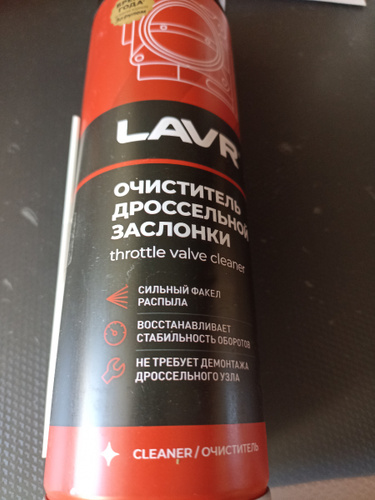 ГОДА
LAVR
ОЧИСТИТЕЛЬ
ДРОССЕЛЬНОЙ
ЗАСЛОНКИ
throttle valve cleaner
СИЛЬНЫЙ ФАКЕЛ
РАСПЫЛА
ВОССТАНАВЛИВАЕТ
СТАБИЛЬНОСТЬ ОБОРОТОВ
НЕ ТРЕБУЕТ ДЕМОНТАЖА
ДРОССЕЛЬНОГО УЗЛА
CLEANER / ОЧИСТИТЕЛЬ